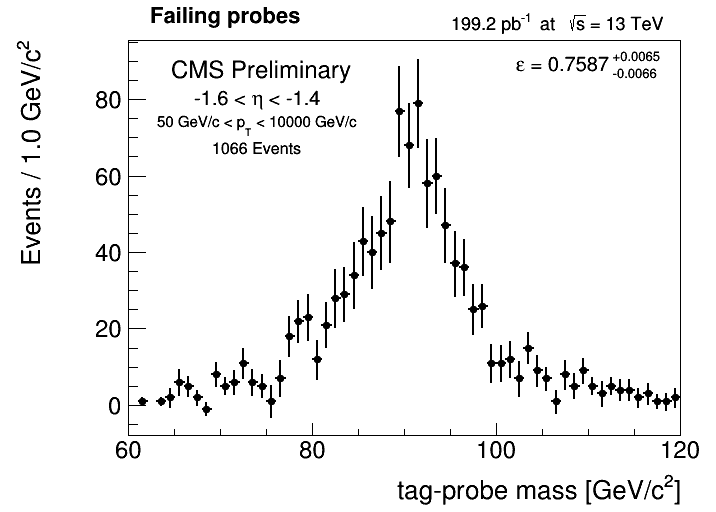 Failing probes
199.2 pb⁻¹ at √s = 13 TeV
CMS Preliminary
-1.6 < η < -1.4
50 GeV/c < p_T < 10000 GeV/c
1066 Events
ε = 0.7587 +0.0065 -0.0066
Events / 1.0 GeV/c²
80
60
40
20
0
60 80 100 120
tag-probe mass [GeV/c²]